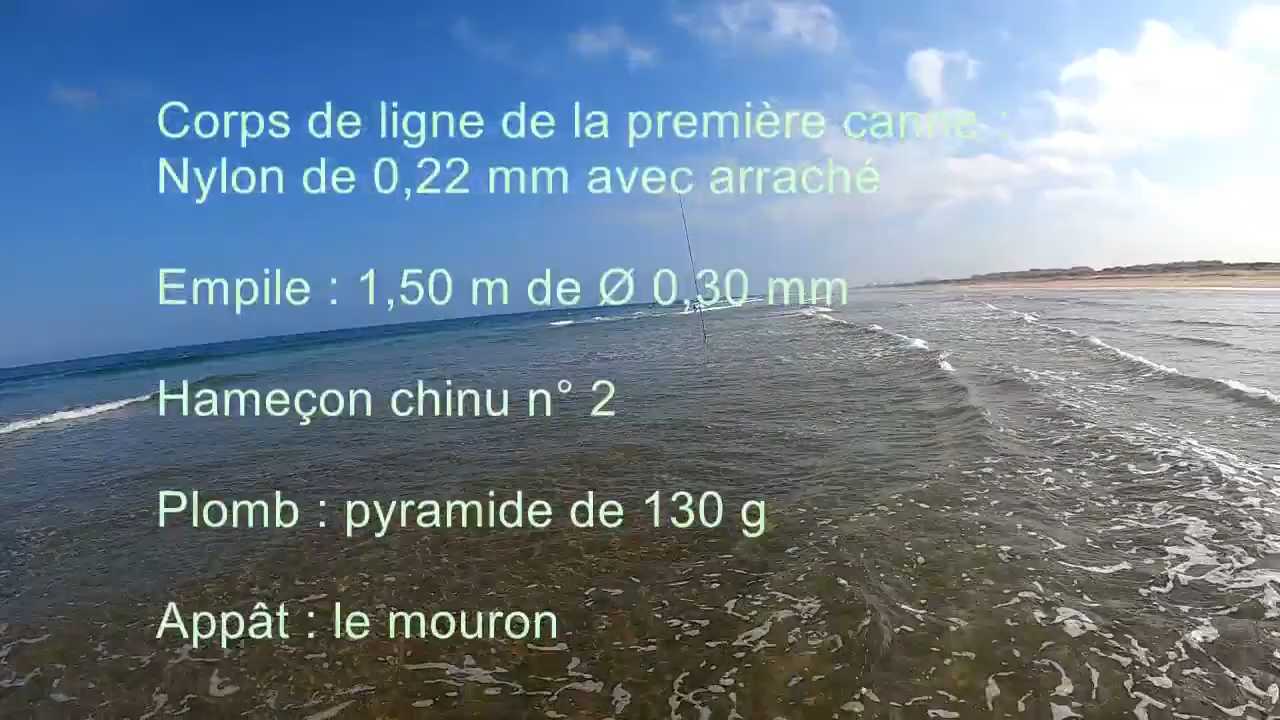 Corps de ligne de la première canne :
Nylon de 0,22 mm avec arraché
Empile : 1,50 m de Ø 0,30 mm
Hameçon chinu n° 2
Plomb : pyramide de 130 g
Appât : le mouron